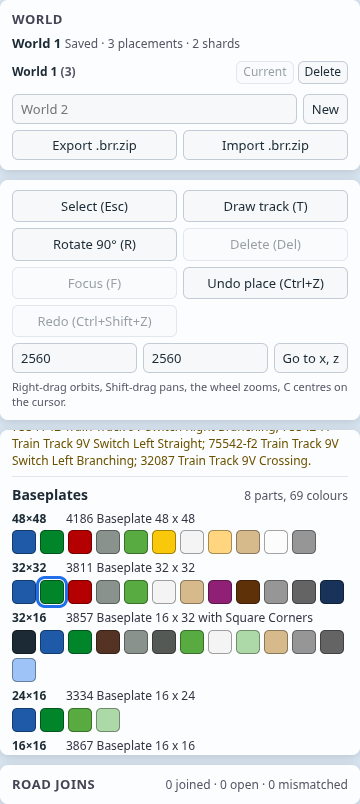 WORLD
World 1 Saved · 3 placements · 2 shards
World 1 (3) Current Delete
World 2 New
Export .brr.zip Import .brr.zip
Select (Esc) Draw track (T)
Rotate 90° (R) Delete (Del)
Focus (F) Undo place (Ctrl+Z)
Redo (Ctrl+Shift+Z)
2560 2560 Go to x, z
Right-drag orbits, Shift-drag pans, the wheel zooms, C centres on
the cursor.
Train Track 9V Switch Left Straight; 75542-f2 Train Track 9V
Switch Left Branching; 32087 Train Track 9V Crossing.
Baseplates 8 parts, 69 colours
48×48 4186 Baseplate 48 x 48
32×32 3811 Baseplate 32 x 32
32×16 3857 Baseplate 16 x 32 with Square Corners
24×16 3334 Baseplate 16 x 24
16×16 3867 Baseplate 16 x 16
ROAD JOINS 0 joined · 0 open · 0 mismatched